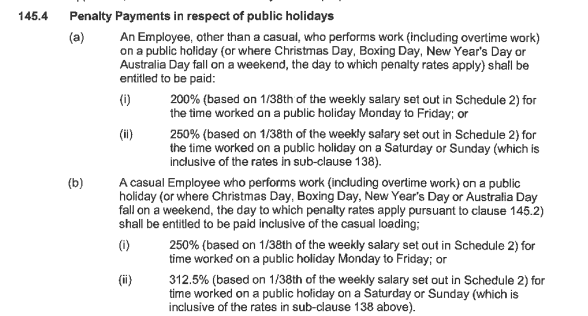 145.4 Penalty Payments in respect of public holidays
(a) An Employee, other than a casual, who performs work (including overtime work)
on a public holiday (or where Christmas Day, Boxing Day, New Year's Day or
Australia Day fall on a weekend, the day to which penalty rates apply) shall be
entitled to be paid:
(i) 200% (based on 1/38th of the weekly salary set out in Schedule 2) for
the time worked on a public holiday Monday to Friday; or
(ii) 250% (based on 1/38th of the weekly salary set out in Schedule 2) for
the time worked on a public holiday on a Saturday or Sunday (which is
inclusive of the rates in sub-clause 138).
(b) A casual Employee who performs work (including overtime work) on a public
holiday (or where Christmas Day, Boxing Day, New Year's Day or Australia Day
fall on a weekend, the day to which penalty rates apply pursuant to clause 145.2)
shall be entitled to be paid inclusive of the casual loading;
(i) 250% (based on 1/38th of the weekly salary set out in Schedule 2) for
time worked on a public holiday Monday to Friday; or
(ii) 312.5% (based on 1/38th of the weekly salary set out in Schedule 2) for
time worked on a public holiday on a Saturday or Sunday (which is
inclusive of the rates in sub-clause 138 above).